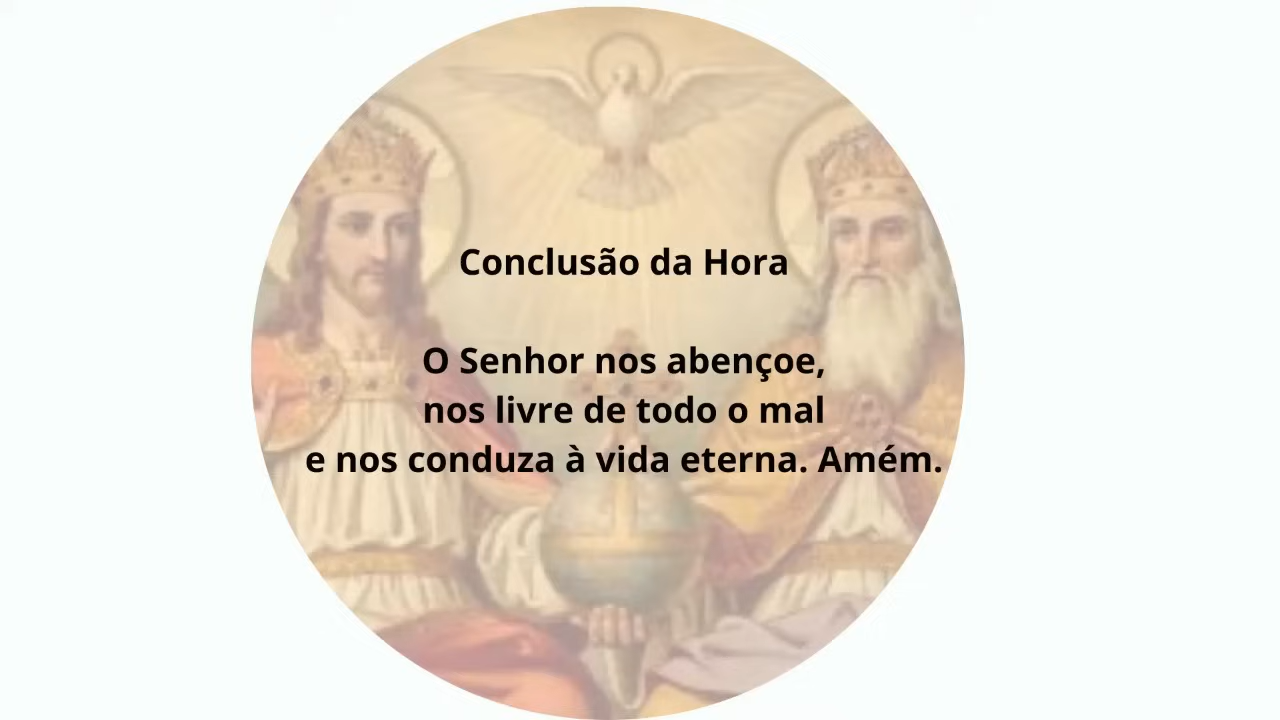 Conclusão da Hora
O Senhor nos abençoe,
nos livre de todo o mal
e nos conduza à vida eterna. Amém.